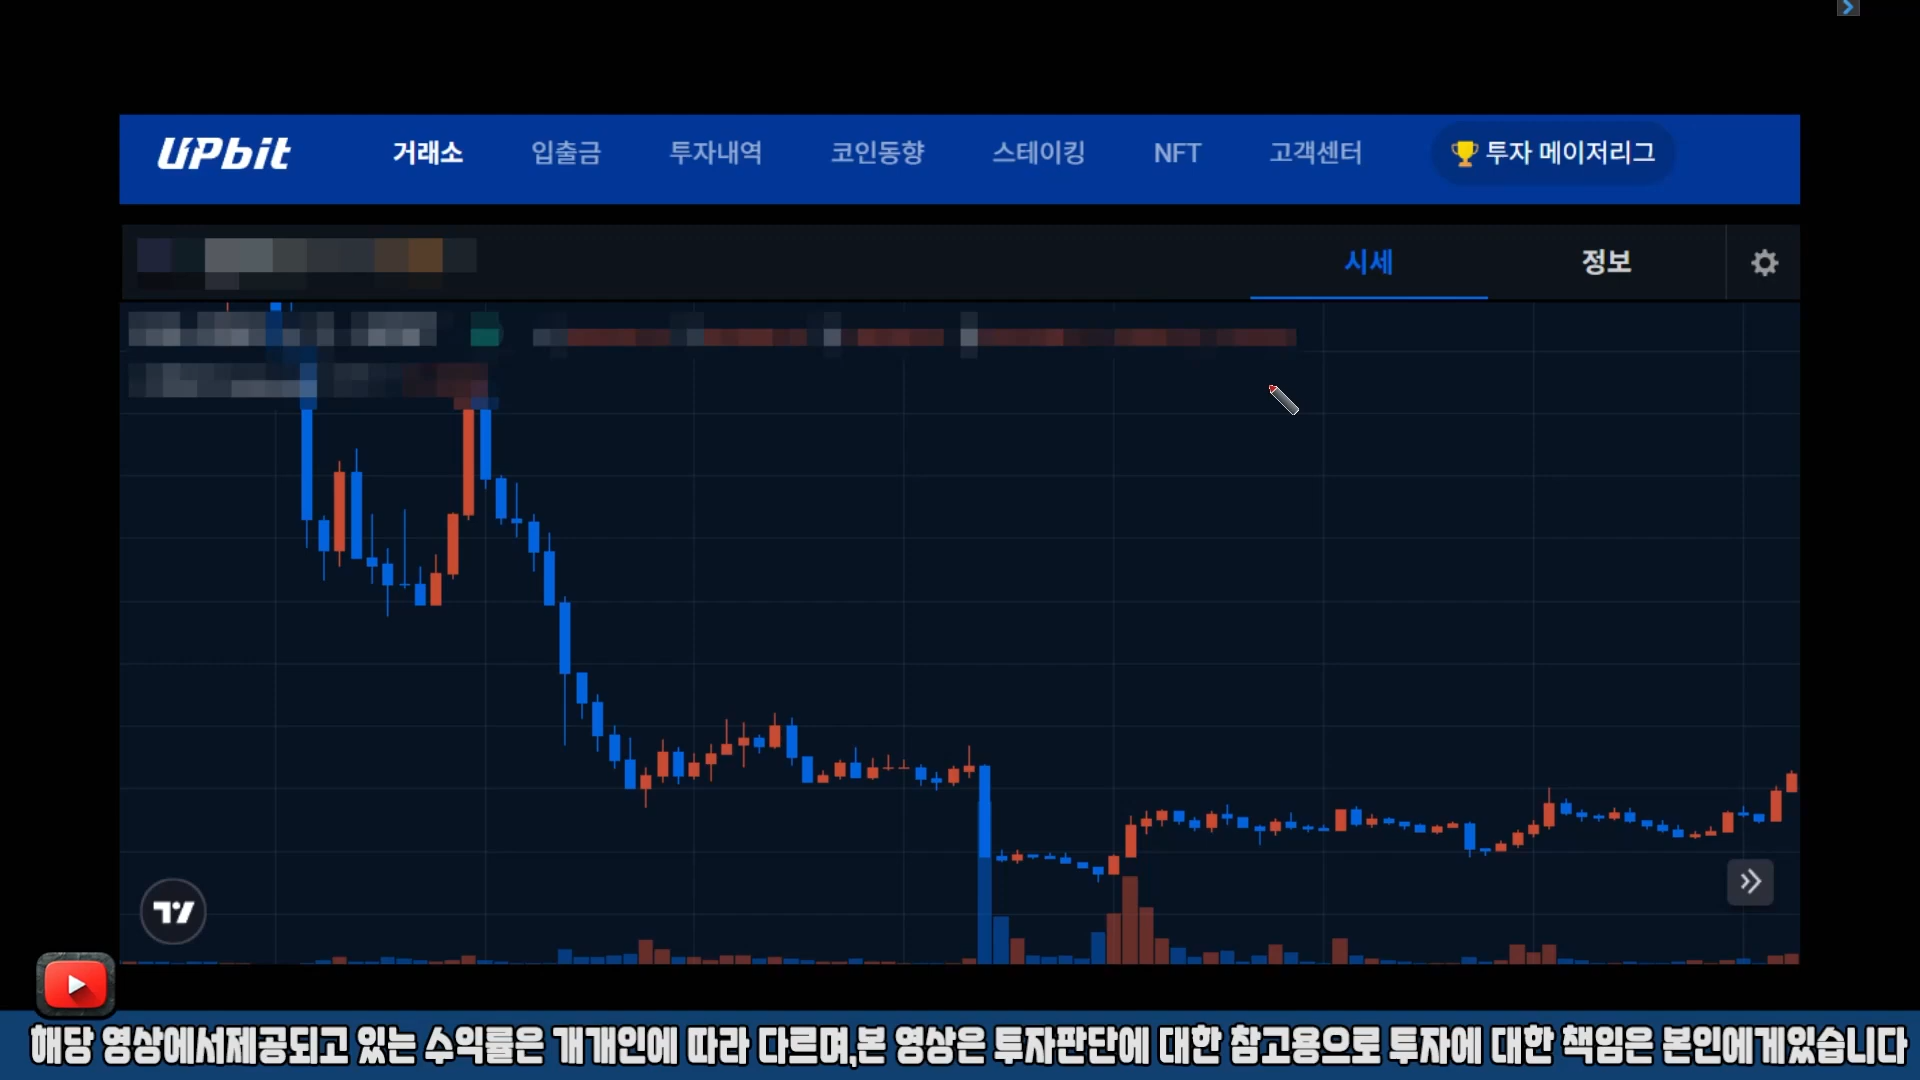 UPbit 거래소 입출금 투자내역 코인동향 스테이킹 NFT 고객센터 투자 메이저리그
시세 정보
해당 영상에서제공되고 있는 수익률은 개개인에 따라 다르며,본 영상은 투자판단에 대한 참고용으로 투자에 대한 책임은 본인에게있습니다